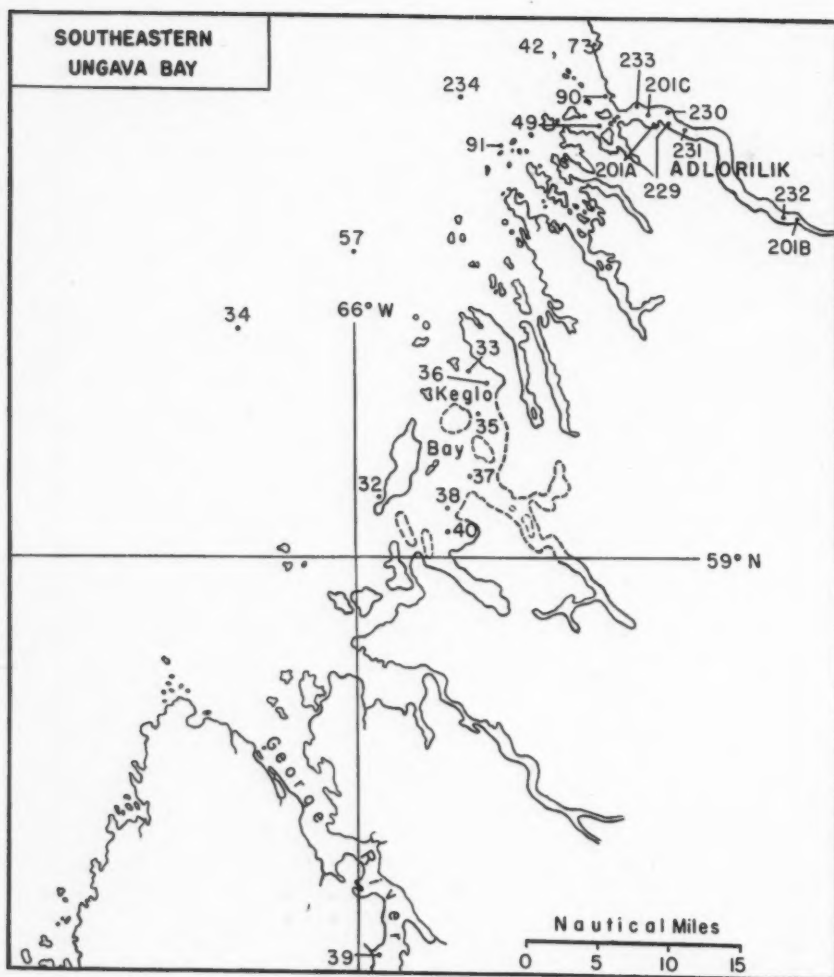 SOUTHEASTERN
UNGAVA BAY
42, 73
233
201C
234
90
230
49
91
201A
231
ADLORILIK
229
232
201B
57
34
66° W
33
36
Keglo
35
Bay
37
32
38
40
59° N
George
River
39
Nautical Miles
0 5 10 15